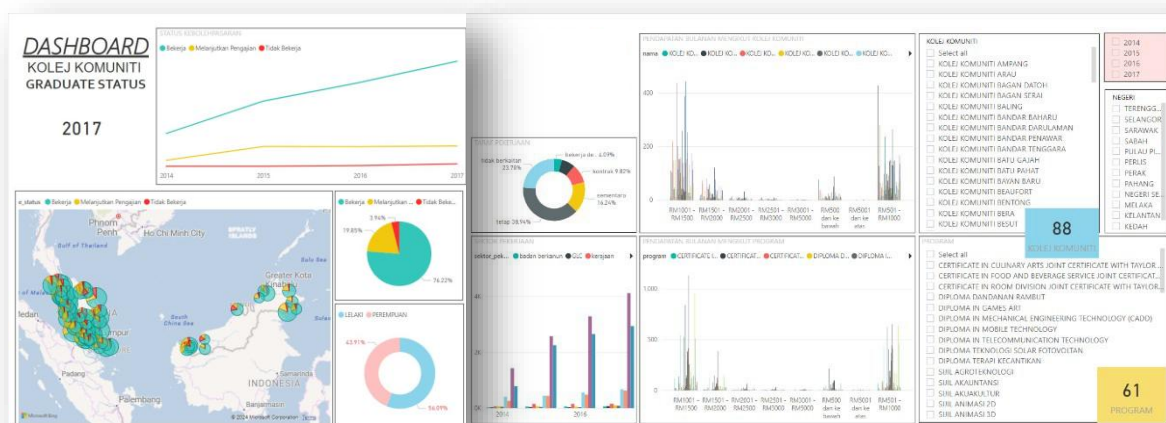 DASHBOARD
KOLEJ KOMUNITI
GRADUATE STATUS
2017
STATUS KEBOLEHPASARAN
Bekerja Melanjutkan Pengajian Tidak Bekerja
2014 2015 2016 2017
o_status Bekerja Melanjutkan Pengajian Tidak Bekerja
Phnom
Penh
Ho Chi Minh City
SPRATLY
ISLANDS
Gulf of Thailand
Sulu Sea
Greater Kota
Kinabalu
South
China Sea
Medan
Padang
Palembang
Samarinda
INDONESIA
Banjarmasin
Microsoft Bing
© 2024 Microsoft Corporation Terms
Bekerja Melanjutkan ... Tidak Beke...
3.94%
19.85%
76.22%
LELAKI PEREMPUAN
43.91%
56.09%
TARAF PEKERJAAN
bekerja de... 4.09%
tidak berkaitan
23.70%
kontrak 9.82%
sementara
16.24%
tetap 38.94%
SEKTOR PEKERJAAN
sektor_pek... badan berkanun GLC kerajaan
4K
2K
0K
2014 2016
PENDAPATAN BULANAN MENGIKUT KOLEJ KOMUNITI
nama KOLEJ KO... KOLEJ KO... KOLEJ KO... KOLEJ KO... KOLEJ KO... KOLEJ KO...
400
200
0
RM1001 - RM1501 - RM2001 - RM2501 - RM3001 - RM500 RM5001 RM501 -
RM1500 RM2000 RM2500 RM3000 RM5000 dan ke dan ke RM1000
bawah atas
PENDAPATAN BULANAN MENGIKUT PROGRAM
program CERTIFICATE I... CERTIFICAT... CERTIFICAT... DIPLOMA D... DIPLOMA I...
1,000
500
0
RM1001 - RM1501 - RM2001 - RM2501 - RM3001 - RM500 RM5001 RM501 -
RM1500 RM2000 RM2500 RM3000 RM5000 dan ke dan ke RM1000
bawah atas
KOLEJ KOMUNITI
Select all
KOLEJ KOMUNITI AMPANG
KOLEJ KOMUNITI ARAU
KOLEJ KOMUNITI BAGAN DATOH
KOLEJ KOMUNITI BAGAN SERAI
KOLEJ KOMUNITI BALING
KOLEJ KOMUNITI BANDAR BAHARU
KOLEJ KOMUNITI BANDAR DARULAMAN
KOLEJ KOMUNITI BANDAR PENAWAR
KOLEJ KOMUNITI BANDAR TENGGARA
KOLEJ KOMUNITI BATU GAJAH
KOLEJ KOMUNITI BATU PAHAT
KOLEJ KOMUNITI BAYAN BARU
KOLEJ KOMUNITI BEAUFORT
KOLEJ KOMUNITI BENTONG
KOLEJ KOMUNITI BERA
KOLEJ KOMUNITI BESUT
88
KOLEJ KOMUNITI
2014
2015
2016
2017
NEGERI
TERENGG...
SELANGOR
SARAWAK
SABAH
PULAU PI...
PERLIS
PERAK
PAHANG
NEGERI SE...
MELAKA
KELANTAN
KEDAH
PROGRAM
Select all
CERTIFICATE IN CULINARY ARTS JOINT CERTIFICATE WITH TAYLOR...
CERTIFICATE IN FOOD AND BEVERAGE SERVICE JOINT CERTIFICAT...
CERTIFICATE IN ROOM DIVISION JOINT CERTIFICATE WITH TAYLOR...
DIPLOMA DANDANAN RAMBUT
DIPLOMA IN GAMES ART
DIPLOMA IN MECHANICAL ENGINEERING TECHNOLOGY (CADD)
DIPLOMA IN MOBILE TECHNOLOGY
DIPLOMA IN TELECOMMUNICATION TECHNOLOGY
DIPLOMA TEKNOLOGI SOLAR FOTOVOLTAN
DIPLOMA TERAPI KECANTIKAN
SIJIL AGROTEKNOLOGI
SIJIL AKAUNTANSI
SIJIL AKUAKULTUR
SIJIL ANIMASI 2D
SIJIL ANIMASI 3D
61
PROGRAM